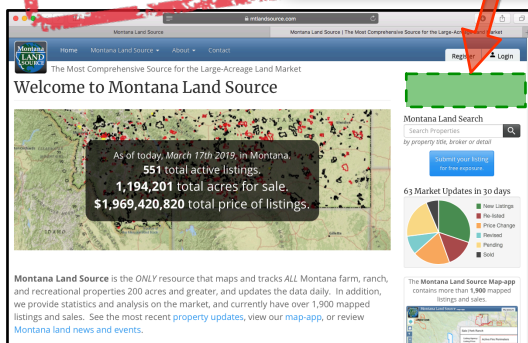 mtlandsource.com
Montana Land Source
Montana Land Source | The Most Comprehensive Source for the Large-Acreage Land Market
Montana
LAND
SOURCE
Home
Montana Land Source
About
Contact
Register
Login
The Most Comprehensive Source for the Large-Acreage Land Market
Welcome to Montana Land Source
As of today, March 17th 2019, in Montana.
551 total active listings.
1,194,201 total acres for sale.
$1,969,420,820 total price of listings.
IDAHO
Montana Land Source is the ONLY resource that maps and tracks ALL Montana farm, ranch,
and recreational properties 200 acres and greater, and updates the data daily. In addition,
we provide statistics and analysis on the market, and currently have over 1,900 mapped
listings and sales. See the most recent property updates, view our map-app, or review
Montana land news and events.
Montana Land Search
Search Properties
by property title, broker or detail
Submit your listing
for free exposure
63 Market Updates in 30 days
New Listings
Re-listed
Price Change
Revised
Pending
Sold
The Montana Land Source Map-app
contains more than 1,900 mapped
listings and sales.
Montana Land Source